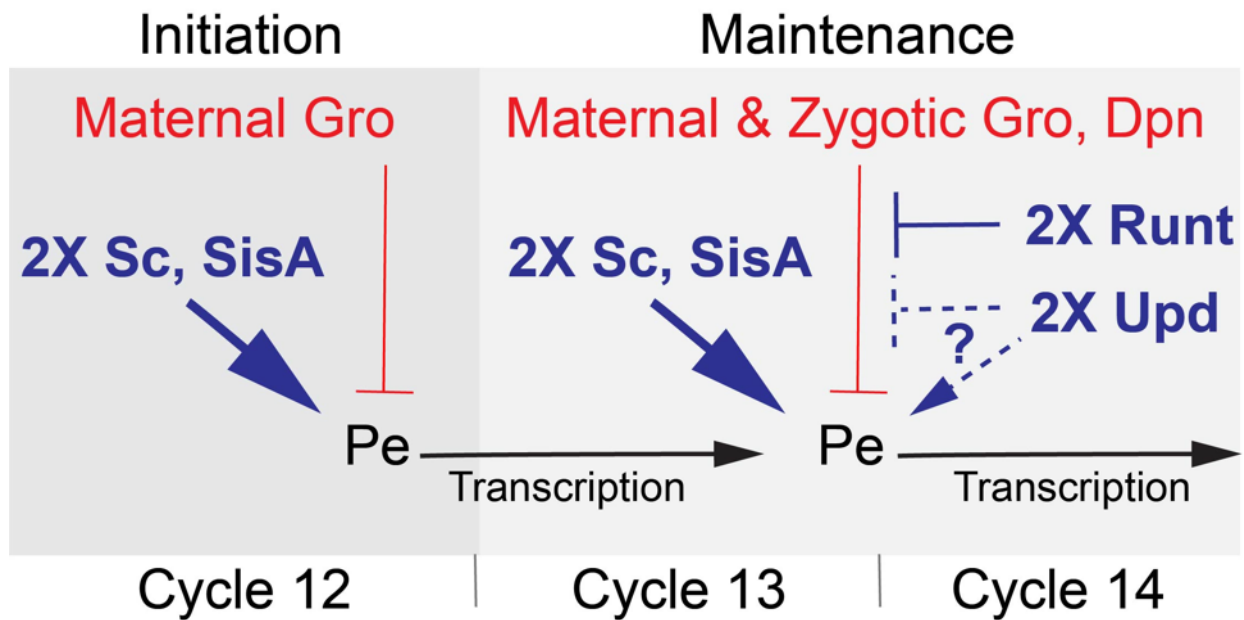 Initiation
Maintenance
Maternal Gro
Maternal & Zygotic Gro, Dpn
2X Sc, SisA
2X Sc, SisA
2X Runt
2X Upd
?
Pe
Pe
Transcription
Transcription
Cycle 12
Cycle 13
Cycle 14